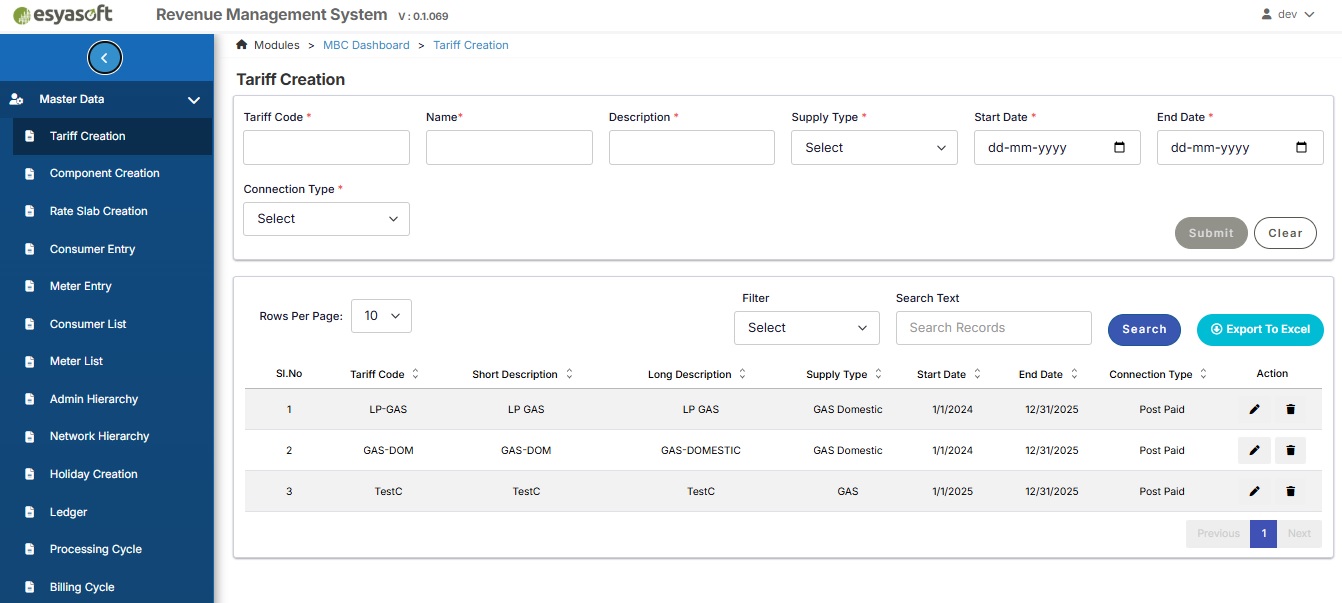 esyasoft
Revenue Management System V : 0.1.069
dev
Modules > MBC Dashboard > Tariff Creation
Master Data
Tariff Creation
Component Creation
Rate Slab Creation
Consumer Entry
Meter Entry
Consumer List
Meter List
Admin Hierarchy
Network Hierarchy
Holiday Creation
Ledger
Processing Cycle
Billing Cycle
Tariff Creation
Tariff Code * Name* Description * Supply Type * Start Date * End Date *
Select dd-mm-yyyy dd-mm-yyyy
Connection Type *
Select
Submit Clear
Rows Per Page: 10
Filter Search Text
Select Search Records Search Export To Excel
Sl.No Tariff Code Short Description Long Description Supply Type Start Date End Date Connection Type Action
1 LP-GAS LP GAS LP GAS GAS Domestic 1/1/2024 12/31/2025 Post Paid
2 GAS-DOM GAS-DOM GAS-DOMESTIC GAS Domestic 1/1/2024 12/31/2025 Post Paid
3 TestC TestC TestC GAS 1/1/2025 12/31/2025 Post Paid
Previous 1 Next